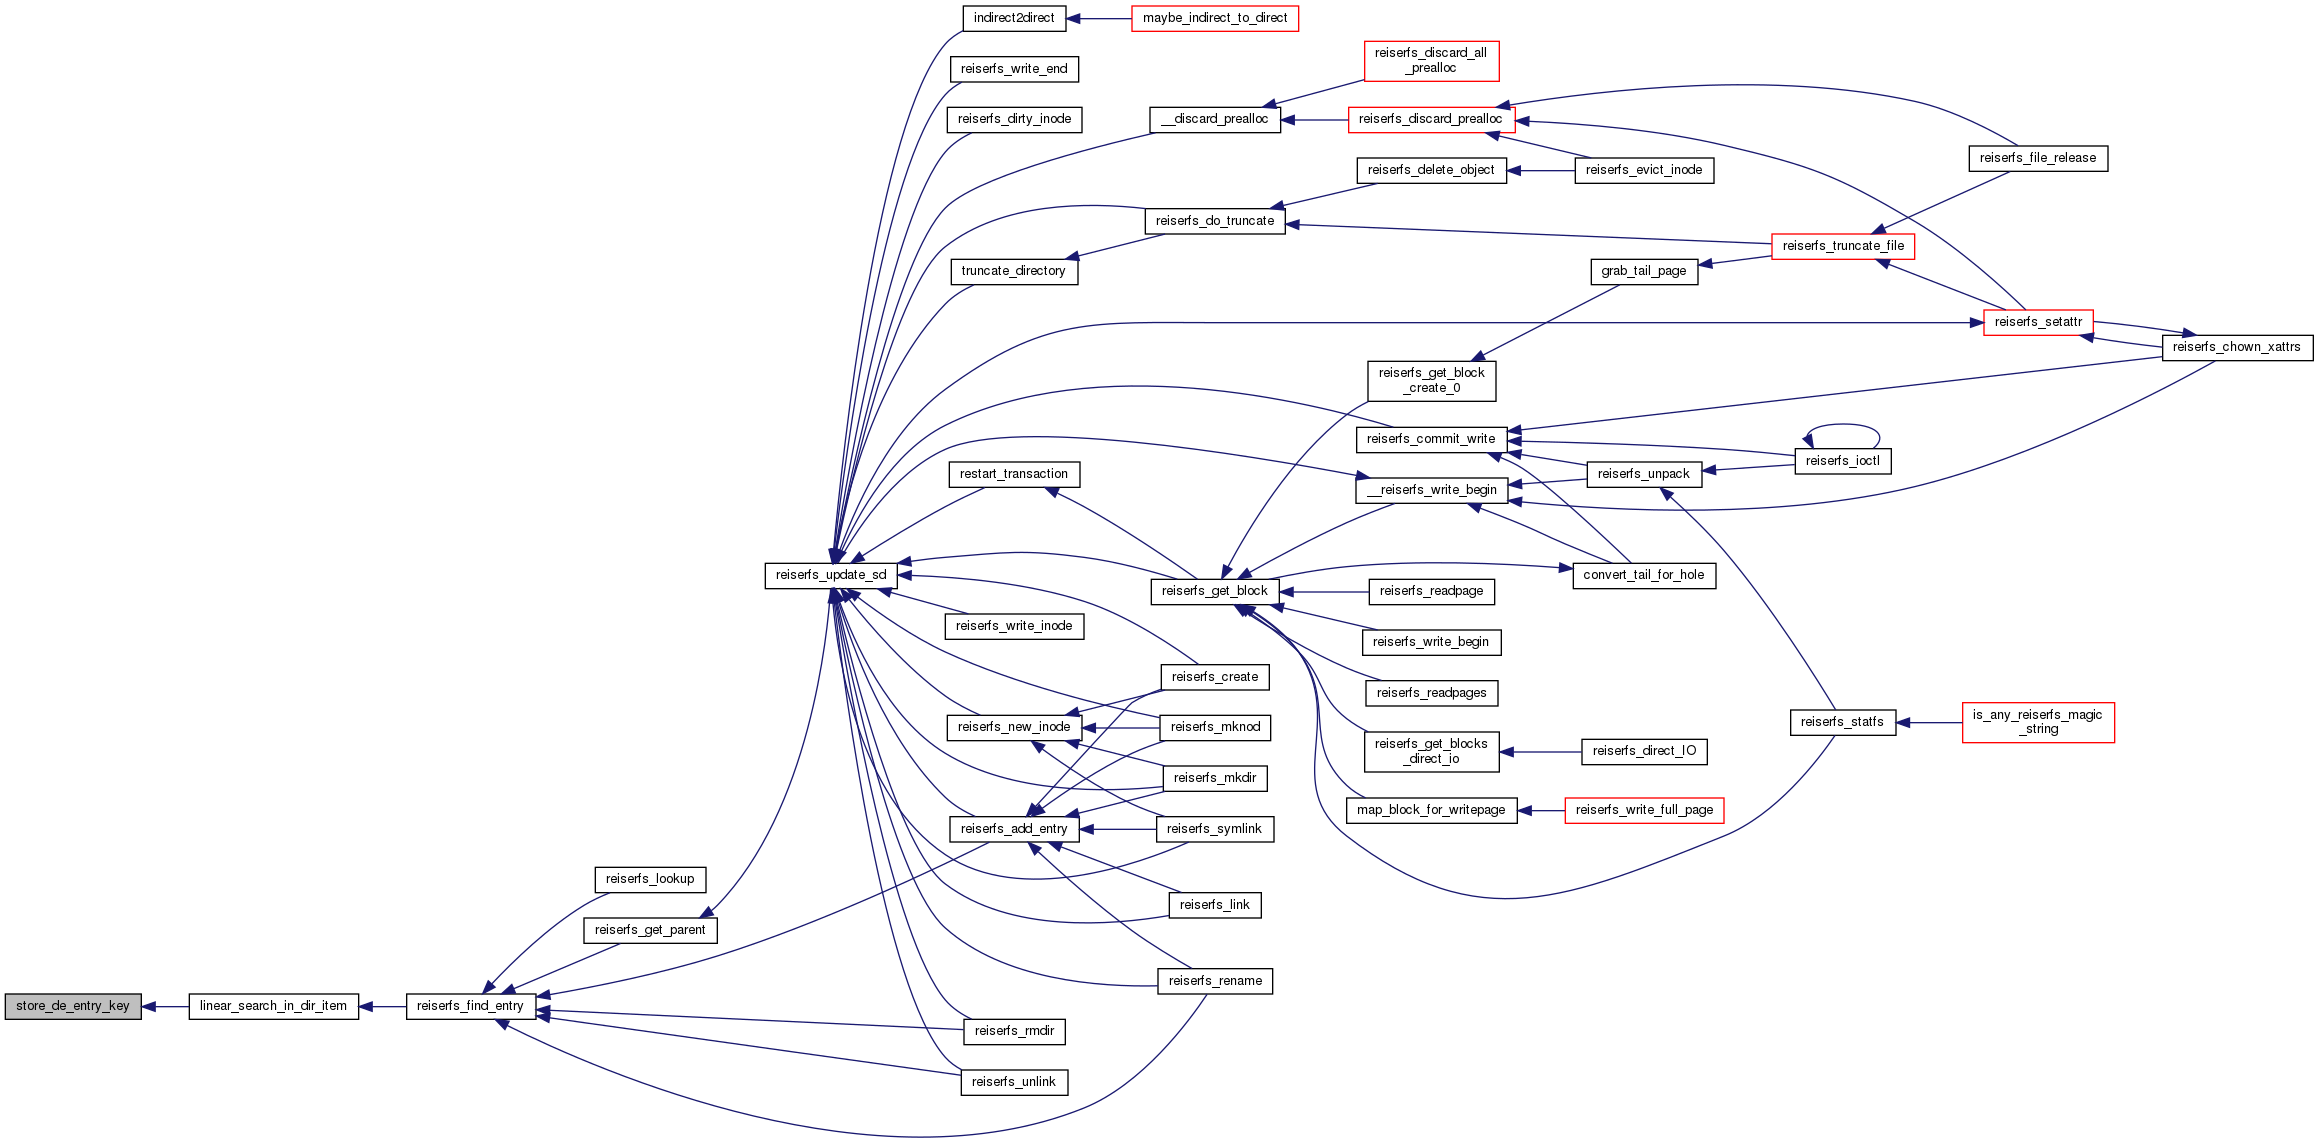 indirect2direct
maybe_indirect_to_direct
reiserfs_discard_all
_prealloc
reiserfs_write_end
reiserfs_dirty_inode
__discard_prealloc
reiserfs_discard_prealloc
reiserfs_file_release
reiserfs_delete_object
reiserfs_evict_inode
reiserfs_do_truncate
reiserfs_truncate_file
truncate_directory
grab_tail_page
reiserfs_setattr
reiserfs_chown_xattrs
reiserfs_get_block
_create_0
reiserfs_commit_write
reiserfs_ioctl
restart_transaction
reiserfs_unpack
__reiserfs_write_begin
reiserfs_update_sd
convert_tail_for_hole
reiserfs_get_block
reiserfs_readpage
reiserfs_write_inode
reiserfs_write_begin
reiserfs_create
reiserfs_readpages
reiserfs_new_inode
reiserfs_mknod
reiserfs_statfs
is_any_reiserfs_magic
_string
reiserfs_get_blocks
_direct_io
reiserfs_direct_IO
reiserfs_mkdir
map_block_for_writepage
reiserfs_write_full_page
reiserfs_add_entry
reiserfs_symlink
reiserfs_lookup
reiserfs_link
reiserfs_get_parent
reiserfs_rename
store_de_entry_key
linear_search_in_dir_item
reiserfs_find_entry
reiserfs_rmdir
reiserfs_unlink